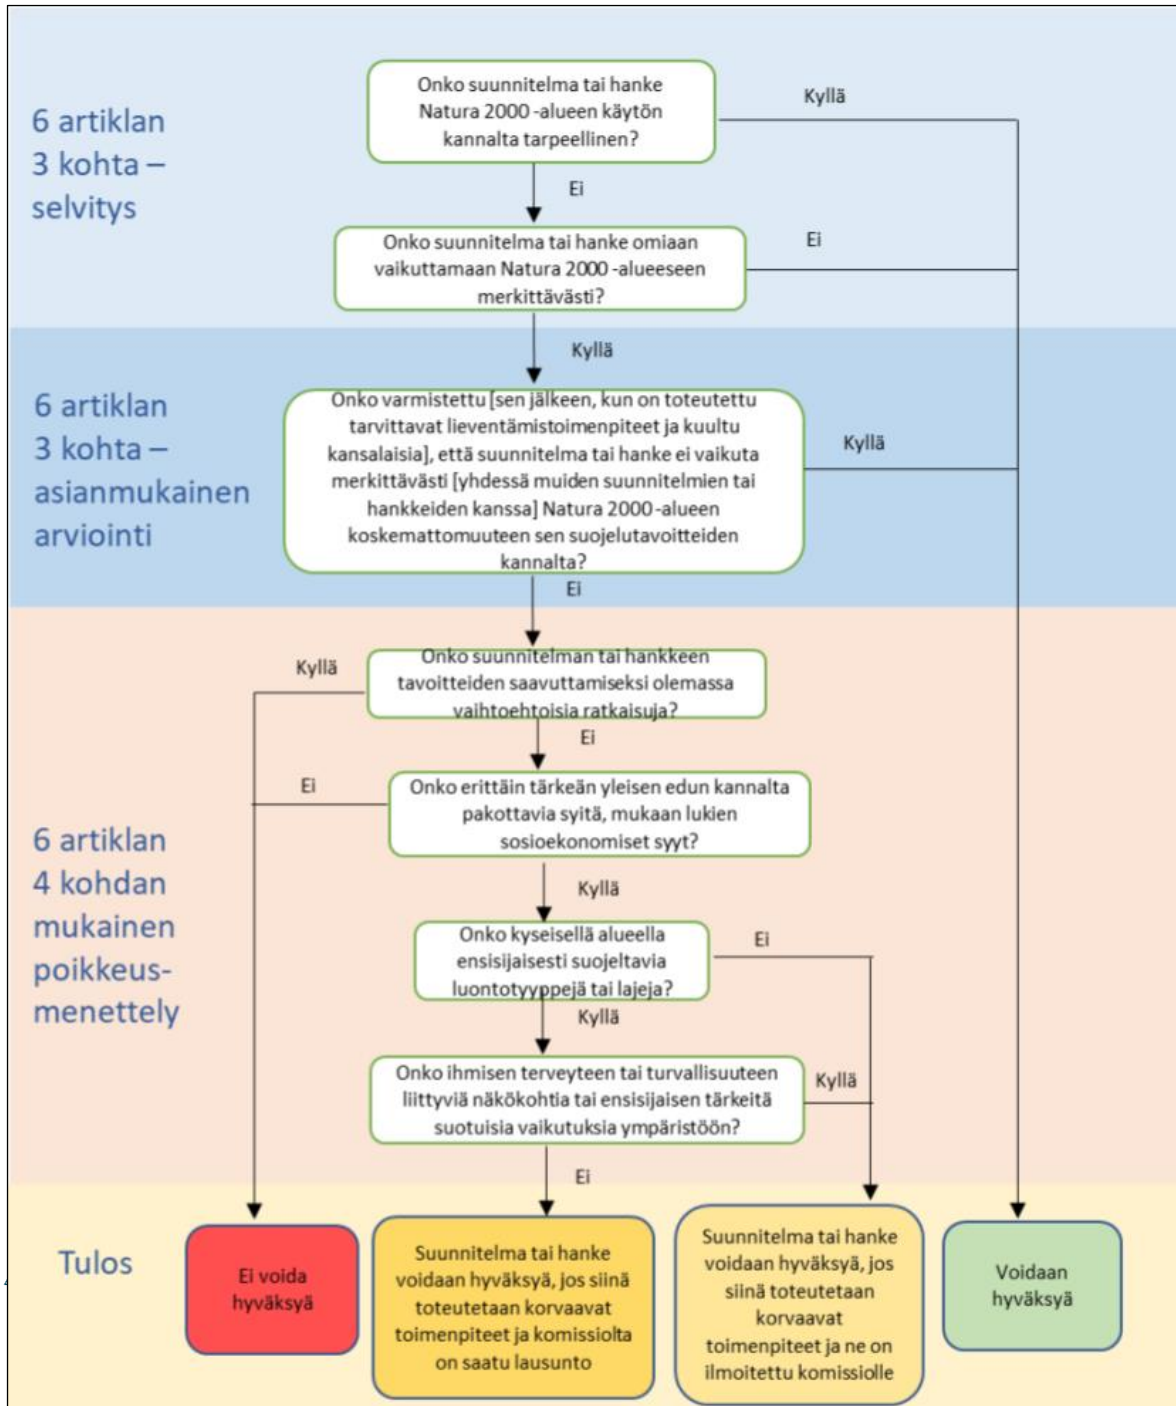 6 artiklan
3 kohta –
selvitys
Onko suunnitelma tai hanke
Natura 2000 -alueen käytön
kannalta tarpeellinen?
Kyllä
Ei
Onko suunnitelma tai hanke omiaan
vaikuttamaan Natura 2000 -alueeseen
merkittävästi?
Ei
Kyllä
6 artiklan
3 kohta –
asianmukainen
arviointi
Onko varmistettu [sen jälkeen, kun on toteutettu
tarvittavat lieventämistoimenpiteet ja kuultu
kansalaisia], että suunnitelma tai hanke ei vaikuta
merkittävästi [yhdessä muiden suunnitelmien tai
hankkeiden kanssa] Natura 2000 -alueen
koskemattomuuteen sen suojelutavoitteiden
kannalta?
Kyllä
Ei
6 artiklan
4 kohdan
mukainen
poikkeus-
menettely
Onko suunnitelman tai hankkeen
tavoitteiden saavuttamiseksi olemassa
vaihtoehtoisia ratkaisuja?
Kyllä
Ei
Onko erittäin tärkeän yleisen edun kannalta
pakottavia syitä, mukaan lukien
sosioekonomiset syyt?
Ei
Kyllä
Onko kyseisellä alueella
ensisijaisesti suojeltavia
luontotyyppejä tai lajeja?
Ei
Kyllä
Onko ihmisen terveyteen tai turvallisuuteen
liittyviä näkökohtia tai ensisijaisen tärkeitä
suotuisia vaikutuksia ympäristöön?
Kyllä
Ei
Tulos
Ei voida
hyväksyä
Suunnitelma tai hanke
voidaan hyväksyä, jos siinä
toteutetaan korvaavat
toimenpiteet ja komissiolta
on saatu lausunto
Suunnitelma tai hanke
voidaan hyväksyä, jos
siinä toteutetaan
korvaavat
toimenpiteet ja ne on
ilmoitettu komissiolle
Voidaan
hyväksyä